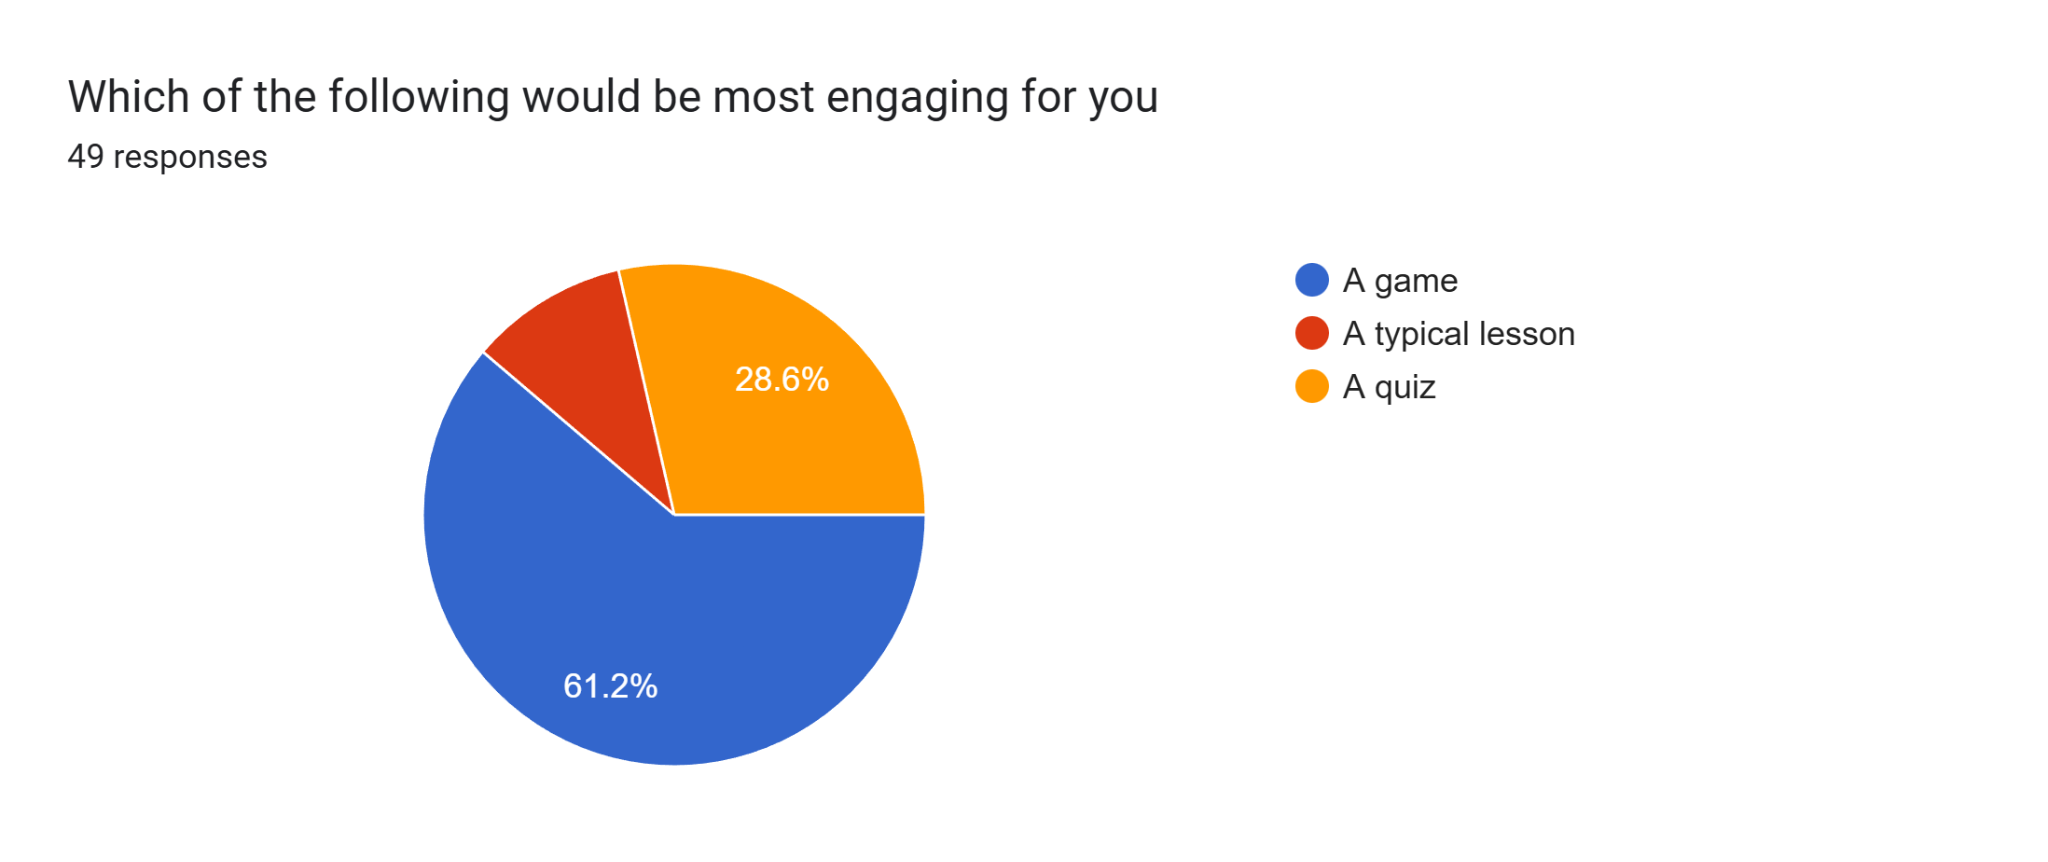 Which of the following would be most engaging for you
49 responses
28.6%
61.2%
A game
A typical lesson
A quiz